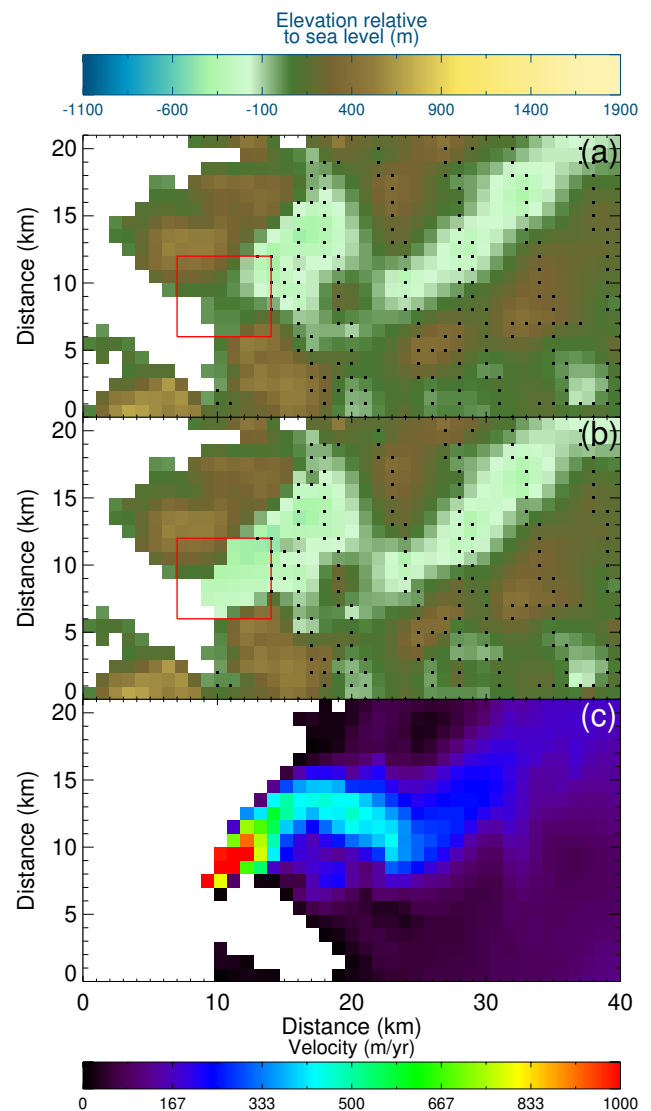 Elevation relative
to sea level (m)
-1100 -600 -100 400 900 1400 1900
(a)
20
15
10
5
0
Distance (km)
(b)
20
15
10
5
0
Distance (km)
(c)
20
15
10
5
0
Distance (km)
0 10 20 30 40
Distance (km)
Velocity (m/yr)
0 167 333 500 667 833 1000